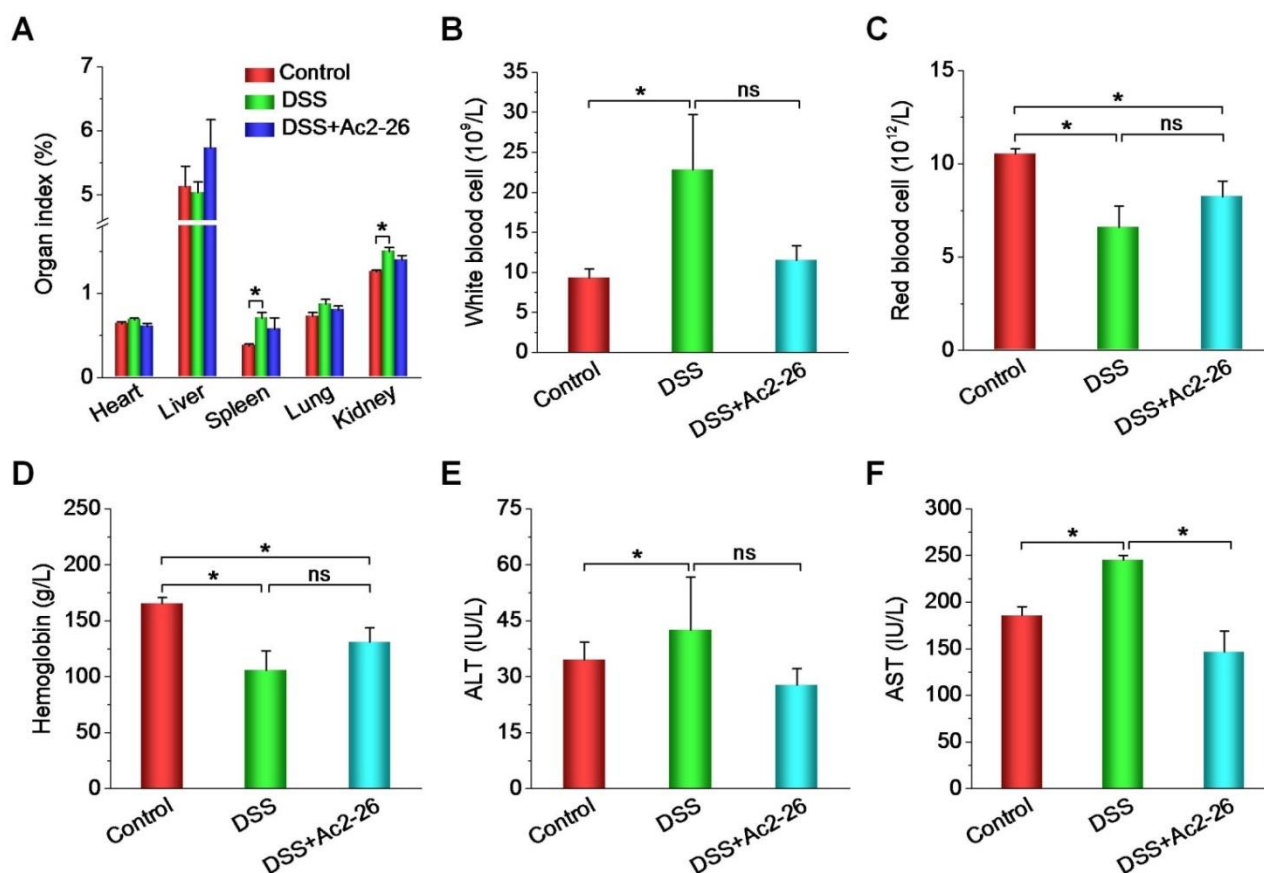 A
Organ index (%)
7
6
5
1
0
Control
DSS
DSS+Ac2-26
*
*
Heart
Liver
Spleen
Lung
Kidney
B
White blood cell (10⁹/L)
35
30
25
20
15
10
5
0
*
ns
Control
DSS
DSS+Ac2-26
C
Red blood cell (10¹²/L)
15
10
5
0
*
*
ns
Control
DSS
DSS+Ac2-26
D
Hemoglobin (g/L)
250
200
150
100
50
0
*
*
ns
Control
DSS
DSS+Ac2-26
E
ALT (IU/L)
75
60
45
30
15
0
*
ns
Control
DSS
DSS+Ac2-26
F
AST (IU/L)
300
250
200
150
100
50
0
*
*
Control
DSS
DSS+Ac2-26